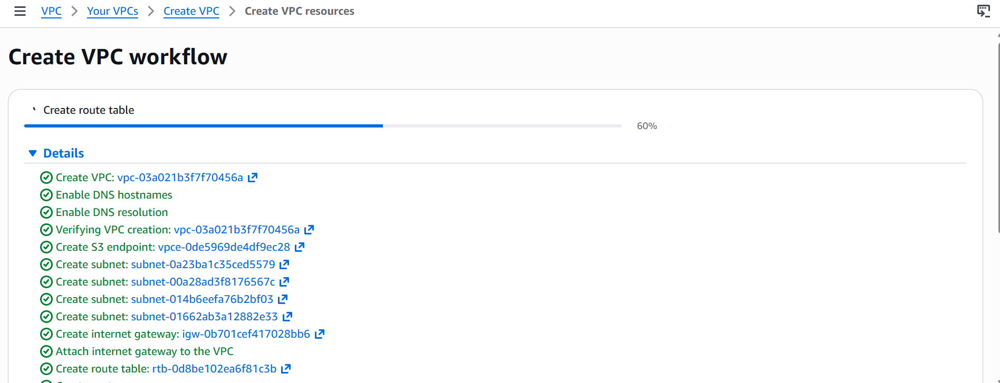 VPC > Your VPCs > Create VPC > Create VPC resources
Create VPC workflow
Create route table
60%
Details
Create VPC: vpc-03a021b3f7f70456a
Enable DNS hostnames
Enable DNS resolution
Verifying VPC creation: vpc-03a021b3f7f70456a
Create S3 endpoint: vpce-0de5969de4df9ec28
Create subnet: subnet-0a23ba1c35ced5579
Create subnet: subnet-00a28ad3f8176567c
Create subnet: subnet-014b6eefa76b2bf03
Create subnet: subnet-01662ab3a12882e33
Create internet gateway: igw-0b701cef417028bb6
Attach internet gateway to the VPC
Create route table: rtb-0d8be102ea6f81c3b